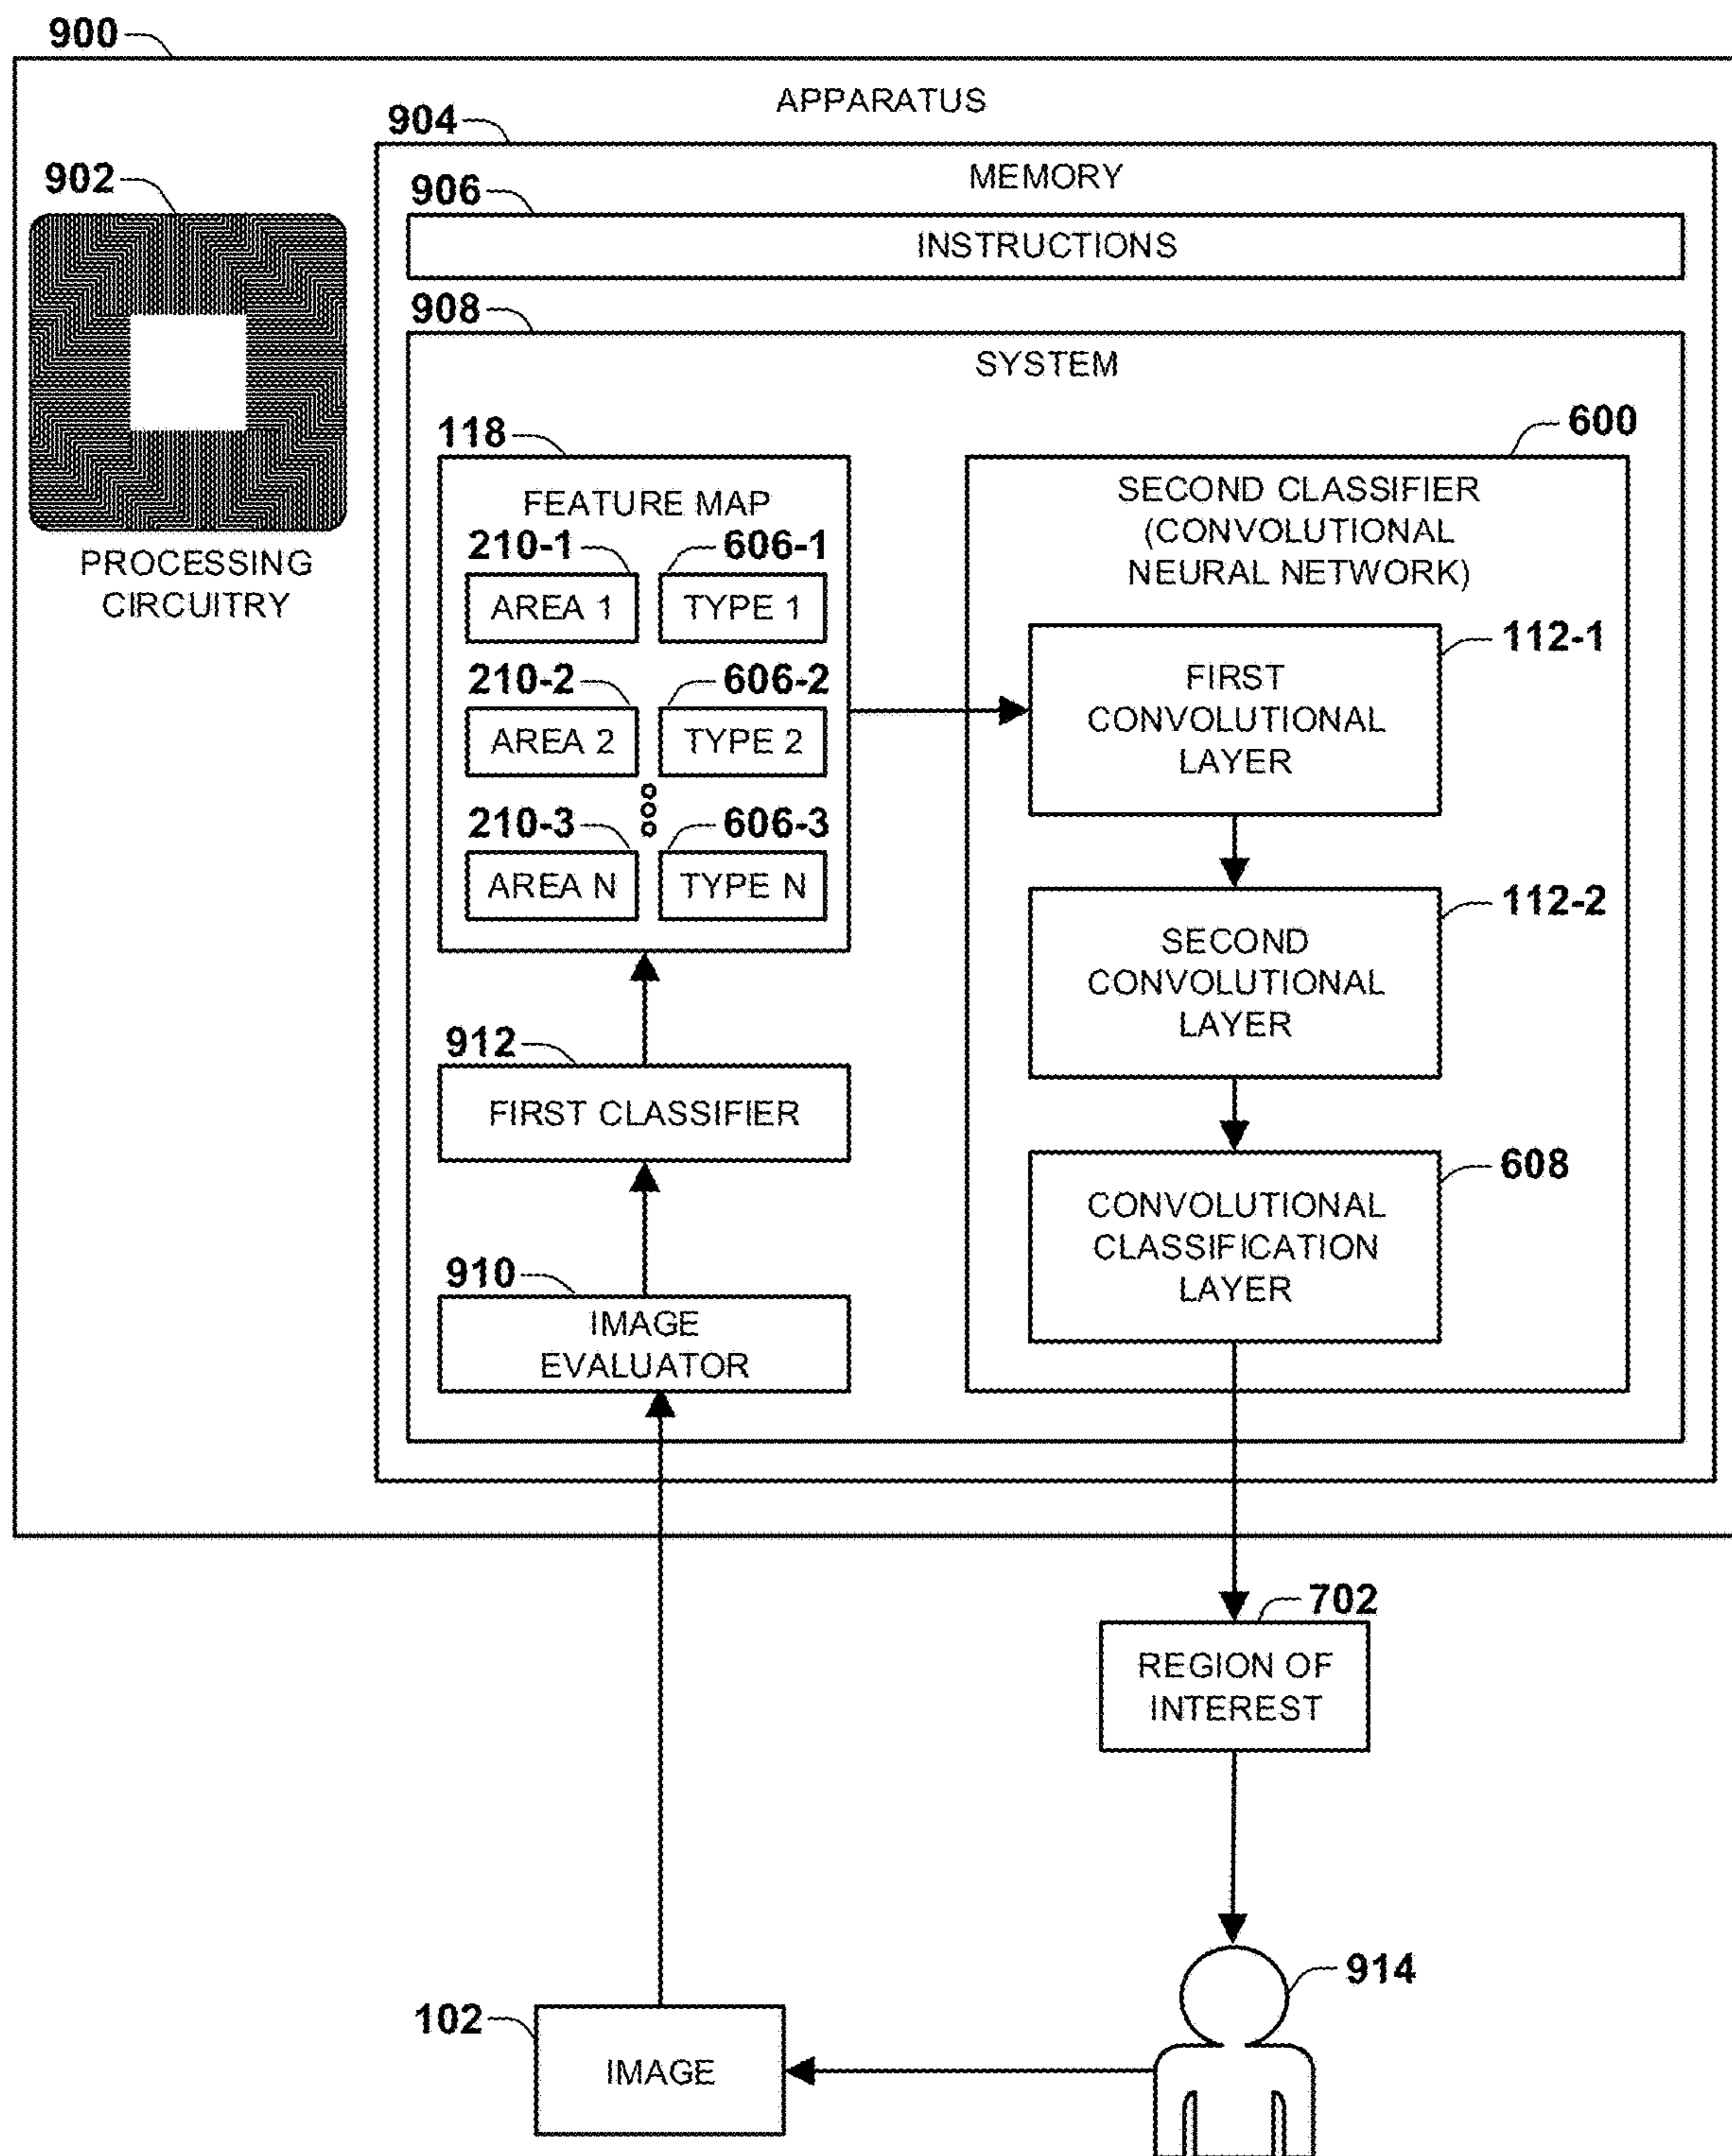 900
APPARATUS
904
MEMORY
902
906
INSTRUCTIONS
908
SYSTEM
PROCESSING
CIRCUITRY
118
FEATURE MAP
210-1
606-1
AREA 1
TYPE 1
210-2
606-2
AREA 2
TYPE 2
210-3
606-3
AREA N
TYPE N
912
FIRST CLASSIFIER
910
IMAGE
EVALUATOR
600
SECOND CLASSIFIER
(CONVOLUTIONAL
NEURAL NETWORK)
112-1
FIRST
CONVOLUTIONAL
LAYER
112-2
SECOND
CONVOLUTIONAL
LAYER
608
CONVOLUTIONAL
CLASSIFICATION
LAYER
702
REGION OF
INTEREST
914
102
IMAGE